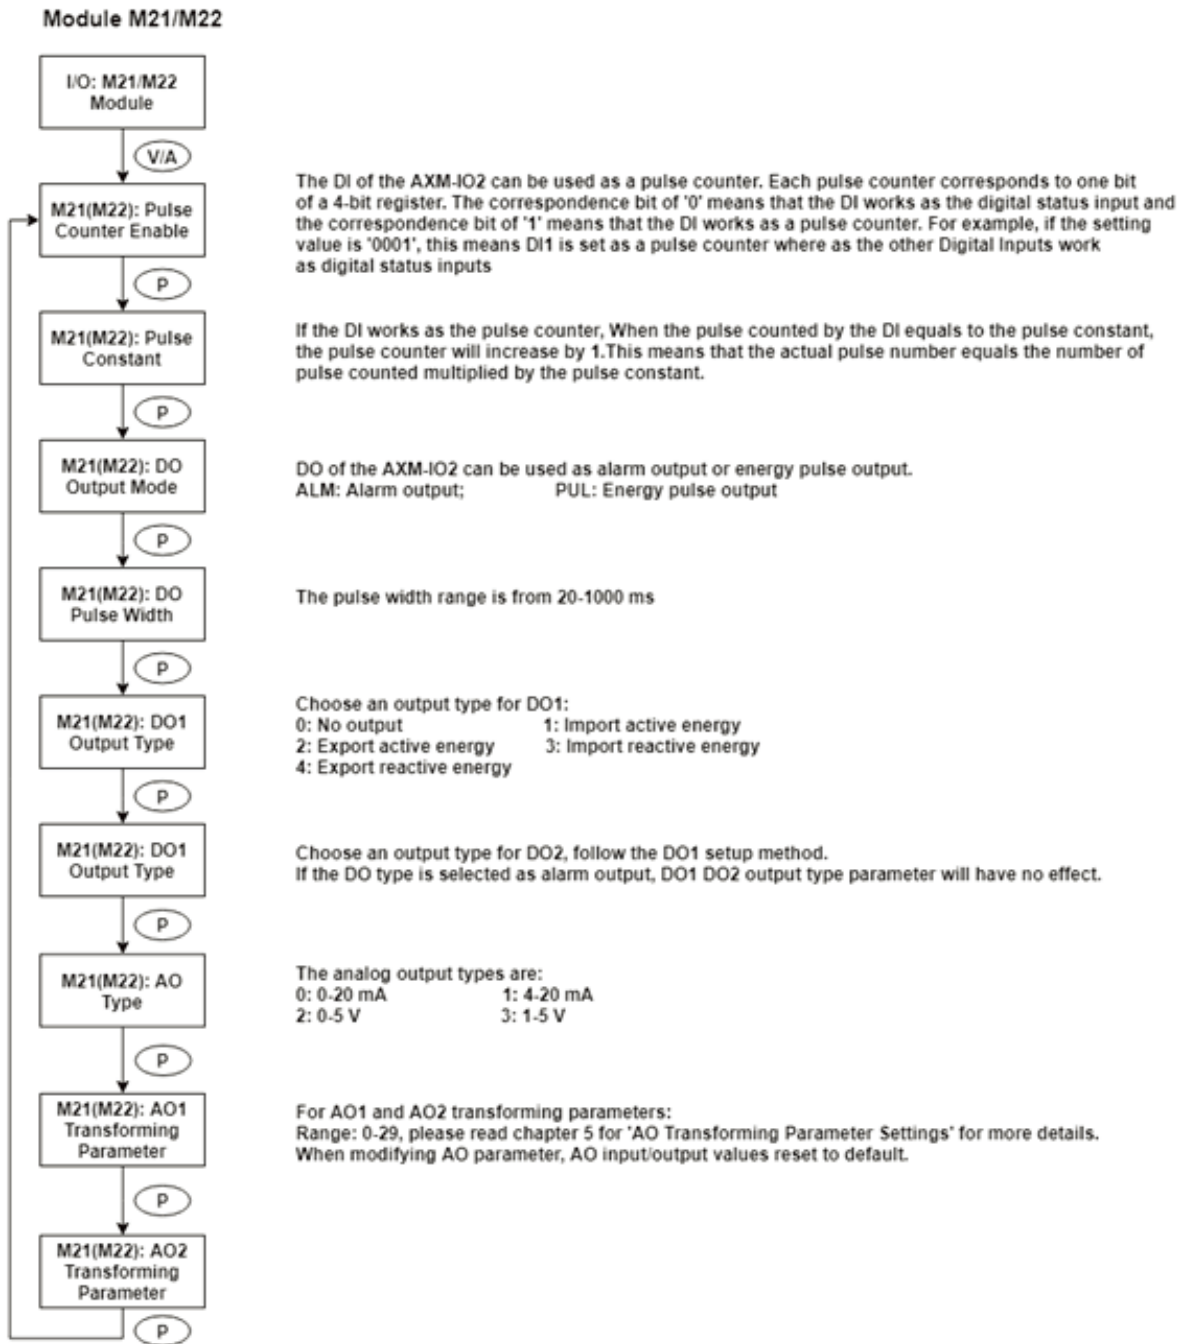 Module M21/M22
I/O: M21/M22
Module
V/A
M21(M22): Pulse
Counter Enable
The DI of the AXM-IO2 can be used as a pulse counter. Each pulse counter corresponds to one bit
of a 4-bit register. The correspondence bit of '0' means that the DI works as the digital status input and
the correspondence bit of '1' means that the DI works as a pulse counter. For example, if the setting
value is '0001', this means DI1 is set as a pulse counter where as the other Digital Inputs work
as digital status inputs
P
M21(M22): Pulse
Constant
If the DI works as the pulse counter, When the pulse counted by the DI equals to the pulse constant,
the pulse counter will increase by 1.This means that the actual pulse number equals the number of
pulse counted multiplied by the pulse constant.
P
M21(M22): DO
Output Mode
DO of the AXM-IO2 can be used as alarm output or energy pulse output.
ALM: Alarm output; PUL: Energy pulse output
P
M21(M22): DO
Pulse Width
The pulse width range is from 20-1000 ms
P
M21(M22): DO1
Output Type
Choose an output type for DO1:
0: No output 1: Import active energy
2: Export active energy 3: Import reactive energy
4: Export reactive energy
P
M21(M22): DO1
Output Type
Choose an output type for DO2, follow the DO1 setup method.
If the DO type is selected as alarm output, DO1 DO2 output type parameter will have no effect.
P
M21(M22): AO
Type
The analog output types are:
0: 0-20 mA 1: 4-20 mA
2: 0-5 V 3: 1-5 V
P
M21(M22): AO1
Transforming
Parameter
For AO1 and AO2 transforming parameters:
Range: 0-29, please read chapter 5 for 'AO Transforming Parameter Settings' for more details.
When modifying AO parameter, AO input/output values reset to default.
P
M21(M22): AO2
Transforming
Parameter
P